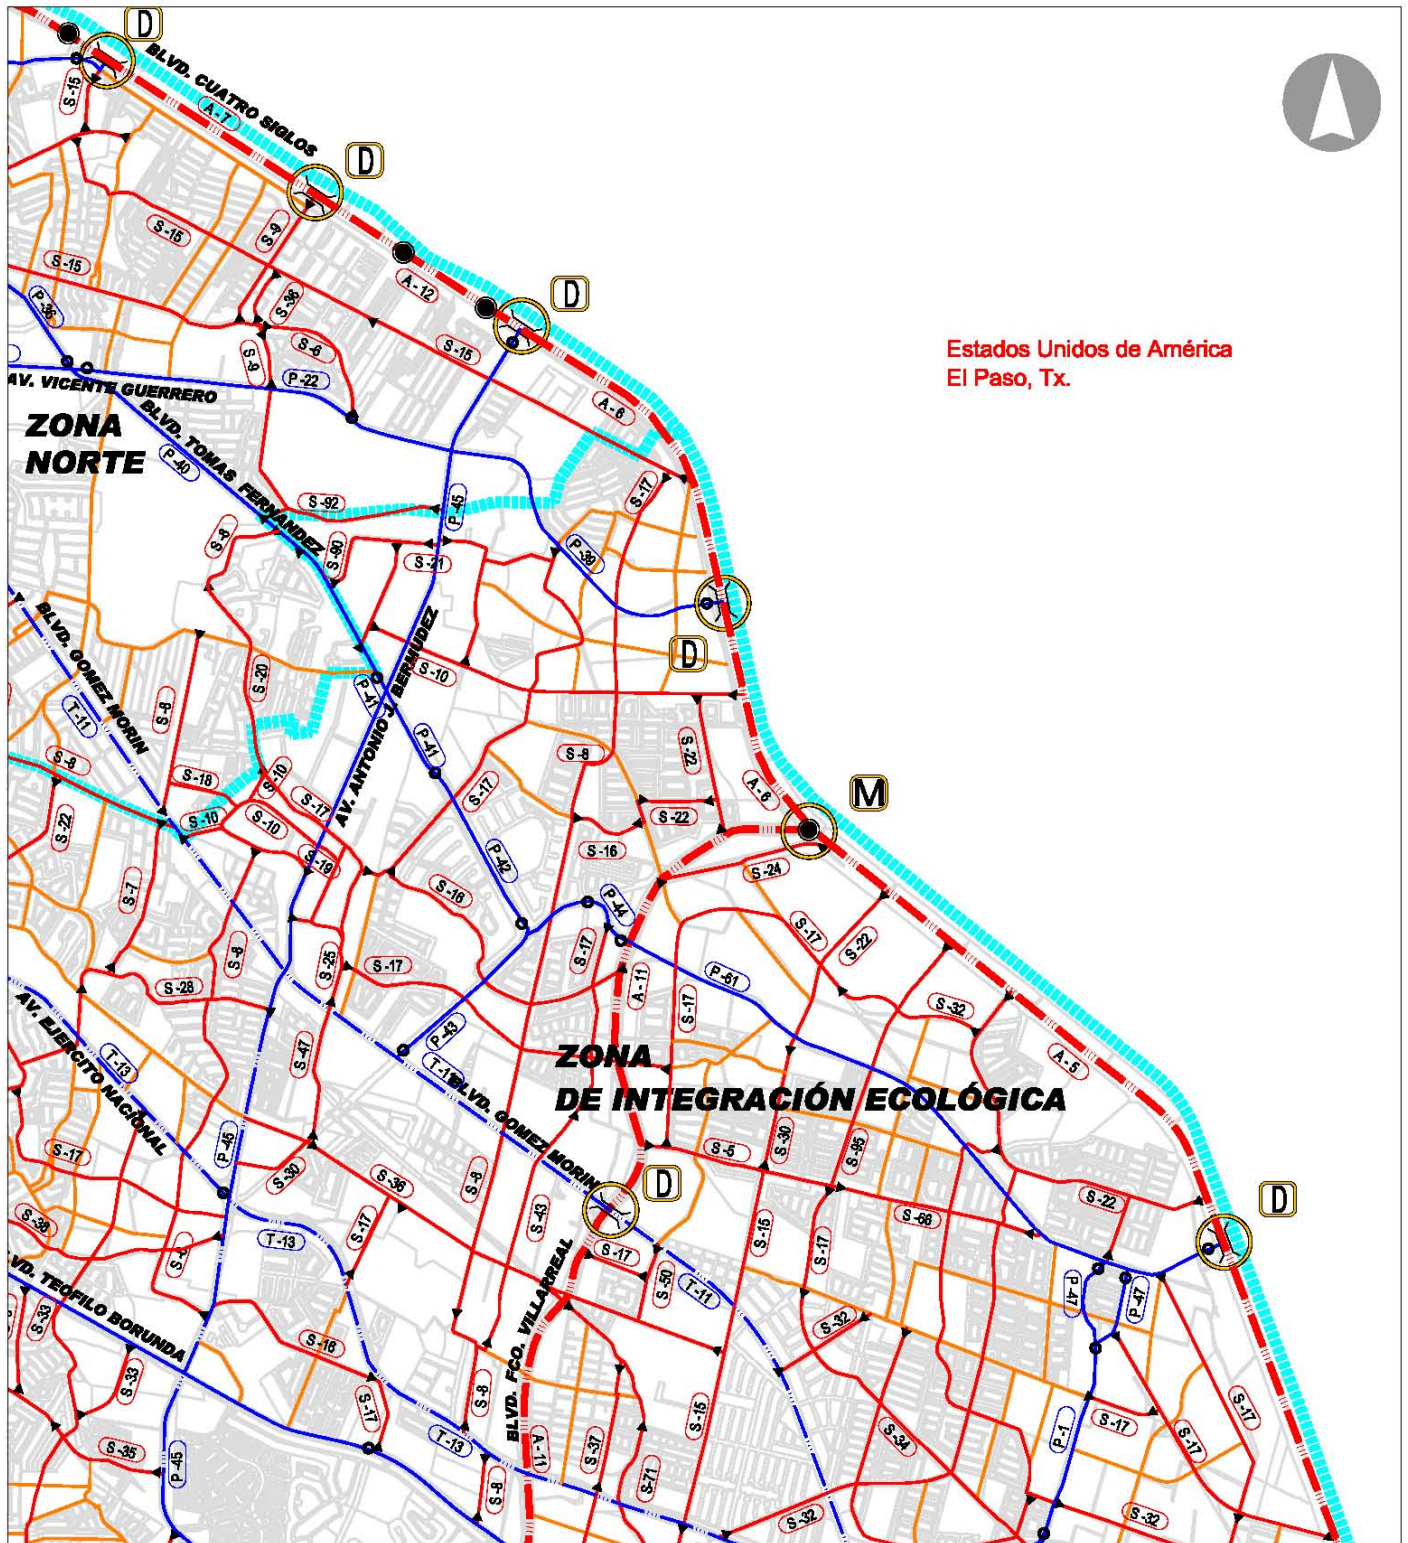 D
BLVD. CUATRO SIGLOS
S -15
A - 7
D
S -9
S -15
S -15
A - 12
D
S -36
P -36
S -6
S -15
S -9
P -22
Estados Unidos de América
El Paso, Tx.
AV. VICENTE GUERRERO
A - 6
ZONA
NORTE
BLVD. TOMAS FERNANDEZ
P -40
S -17
S -92
P -45
S -8
S -90
S -21
P -39
BLVD. GOMEZ MORIN
D
S -20
S -10
P -41
AV. ANTONIO J. BERMUDEZ
T -11
S -8
S -8
P -41
S -8
S -22
S -18
S -10
S -17
S -17
A - 6
M
S -22
S -10
S -10
S -22
S -19
P -42
S -16
S -24
S -7
S -16
P -44
S -17
S -22
S -8
S -25
S -17
S -17
P -61
A - 11
S -28
S -17
S -32
AV. EJERCITO NACIONAL
P -43
T -13
S -47
T -11
BLVD. GOMEZ MORIN
ZONA
DE INTEGRACIÓN ECOLÓGICA
A - 5
S -17
P -45
S -30
S -36
S -8
S -5
S -30
S -95
D
S -22
D
S -38
S -43
S -17
T -13
S -15
S -66
S -17
S -17
S -50
T -11
P -47
P -47
BLVD. FCO. VILLARREAL
VD. TEOFILO BORUNDA
S -33
S -16
S -32
S -33
S -8
S -17
S -15
S -34
S -17
S -17
S -17
P -1
S -35
P -45
T -13
A - 11
S -37
S -71
S -8
S -32
S -32